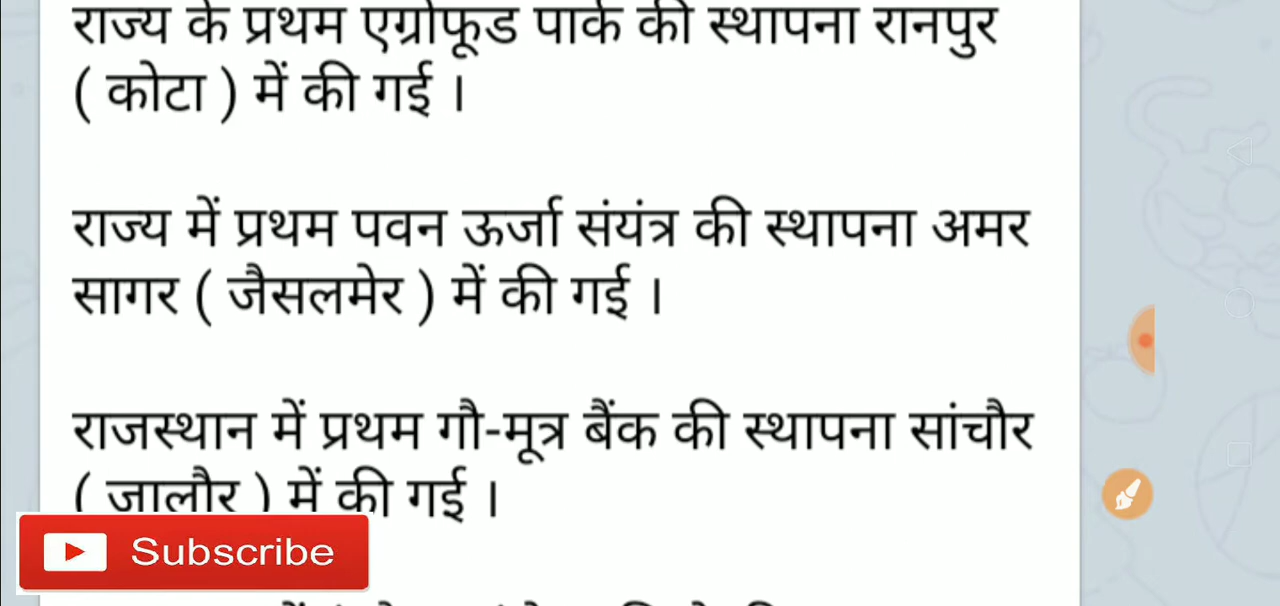 राज्य के प्रथम एग्रोफूड पार्क की स्थापना रानपुर
( कोटा ) में की गई ।
राज्य में प्रथम पवन ऊर्जा संयंत्र की स्थापना अमर
सागर ( जैसलमेर ) में की गई ।
राजस्थान में प्रथम गौ-मूत्र बैंक की स्थापना सांचौर
( जालौर ) में की गई ।
Subscribe